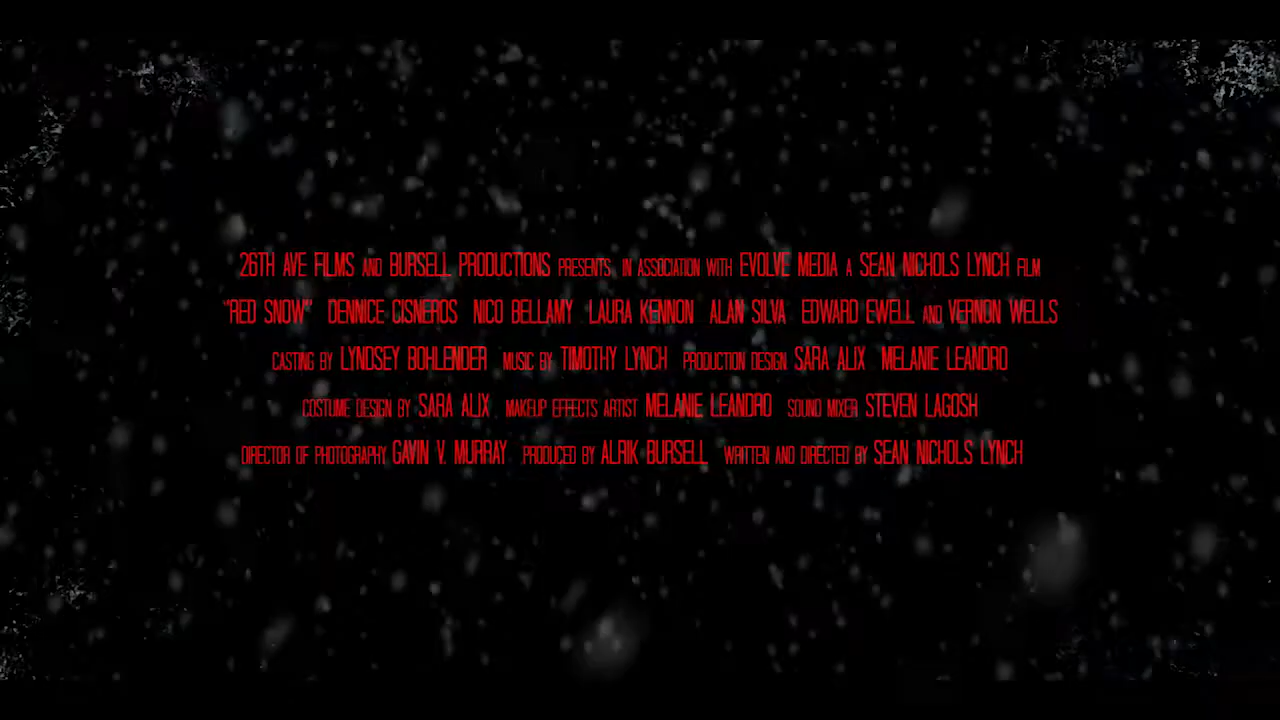 26TH AVE FILMS AND BURSELL PRODUCTIONS PRESENTS IN ASSOCIATION WITH EVOLVE MEDIA A SEAN NICHOLS LYNCH FILM
"RED SNOW" DENNICE CISNEROS NICO BELLAMY LAURA KENNON ALAN SILVA EDWARD EWELL AND VERNON WELLS
CASTING BY LYNDSEY BOHLENDER MUSIC BY TIMOTHY LYNCH PRODUCTION DESIGN SARA ALIX MELANIE LEANDRO
COSTUME DESIGN BY SARA ALIX MAKEUP EFFECTS ARTIST MELANIE LEANDRO SOUND MIXER STEVEN LAGOSH
DIRECTOR OF PHOTOGRAPHY GAVIN V. MURRAY PRODUCED BY ALRIK BURSELL WRITTEN AND DIRECTED BY SEAN NICHOLS LYNCH